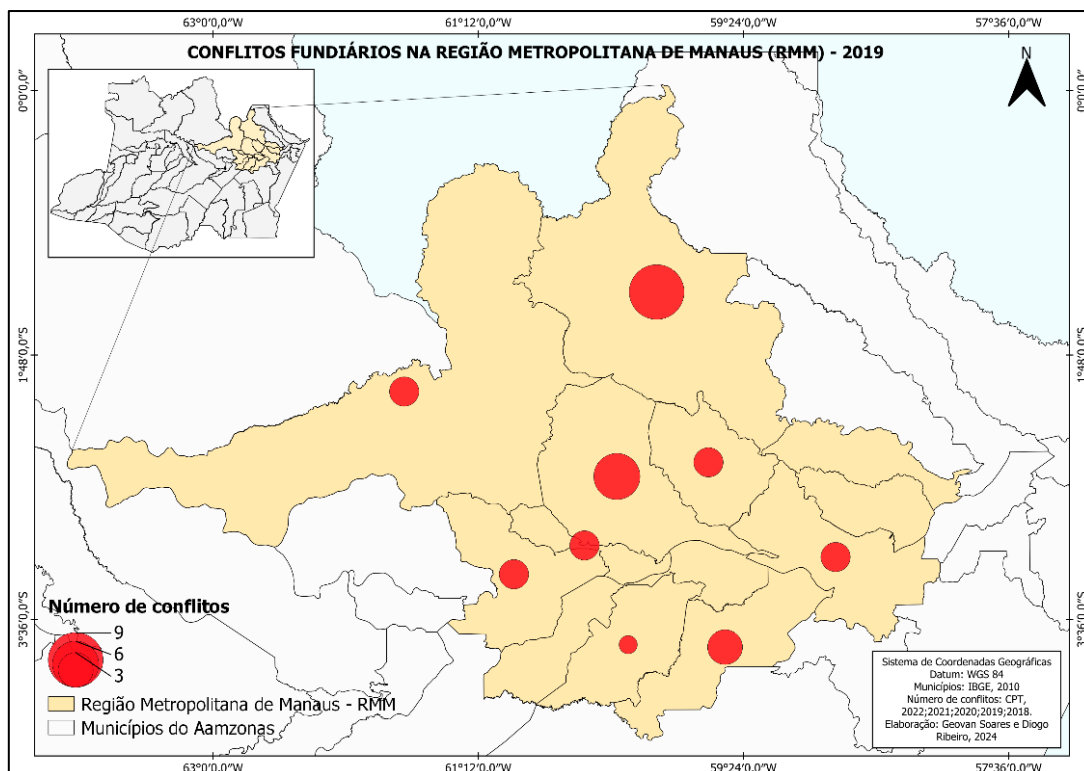 63°0'0,0"W 61°12'0,0"W 59°24'0,0"W 57°36'0,0"W
CONFLITOS FUNDIÁRIOS NA REGIÃO METROPOLITANA DE MANAUS (RMM) - 2019
N
0°0'0,0"
0°0'0,0"
1°48'0,0"S
1°48'0,0"S
3°36'0,0"S
3°36'0,0"S
Número de conflitos
9
6
3
Região Metropolitana de Manaus - RMM
Municípios do Aamzonas
Sistema de Coordenadas Geográficas
Datum: WGS 84
Municípios: IBGE, 2010
Número de conflitos: CPT,
2022;2021;2020;2019;2018.
Elaboração: Geovan Soares e Diogo
Ribeiro, 2024
63°0'0,0"W 61°12'0,0"W 59°24'0,0"W 57°36'0,0"W